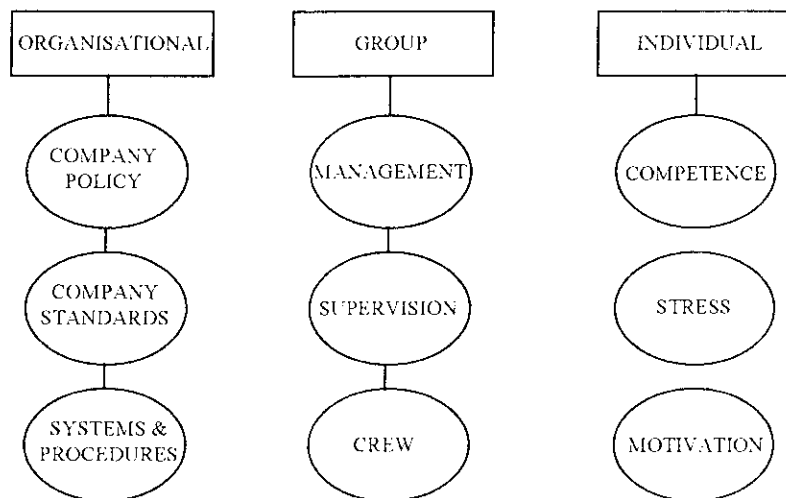 ORGANISATIONAL
GROUP
INDIVIDUAL
COMPANY
POLICY
MANAGEMENT
COMPETENCE
COMPANY
STANDARDS
SUPERVISION
STRESS
SYSTEMS &
PROCEDURES
CREW
MOTIVATION